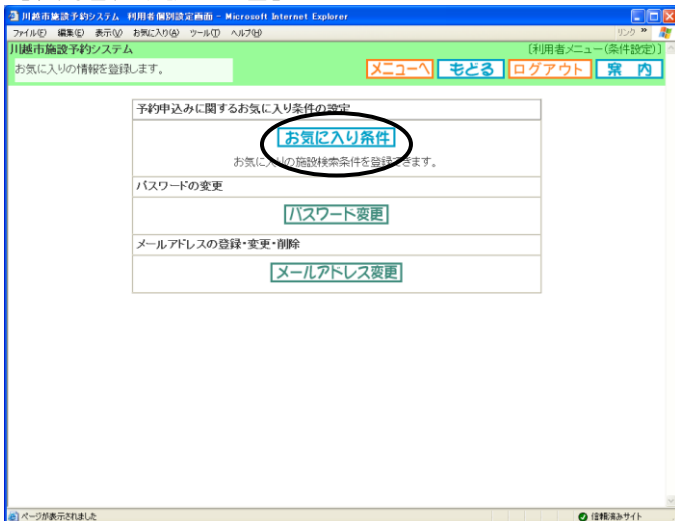 川越市施設予約システム 利用者個別設定画面 - Microsoft Internet Explorer
ファイル(F) 編集(E) 表示(V) お気に入り(A) ツール(T) ヘルプ(H) リンク »
川越市施設予約システム [利用者メニュー(条件設定)]
お気に入りの情報を登録します。 メニューへ もどる ログアウト 案 内
予約申込みに関するお気に入り条件の設定
お気に入り条件
お気に入りの施設検索条件を登録できます。
パスワードの変更
パスワード変更
メールアドレスの登録・変更・削除
メールアドレス変更
ページが表示されました 信頼済みサイト